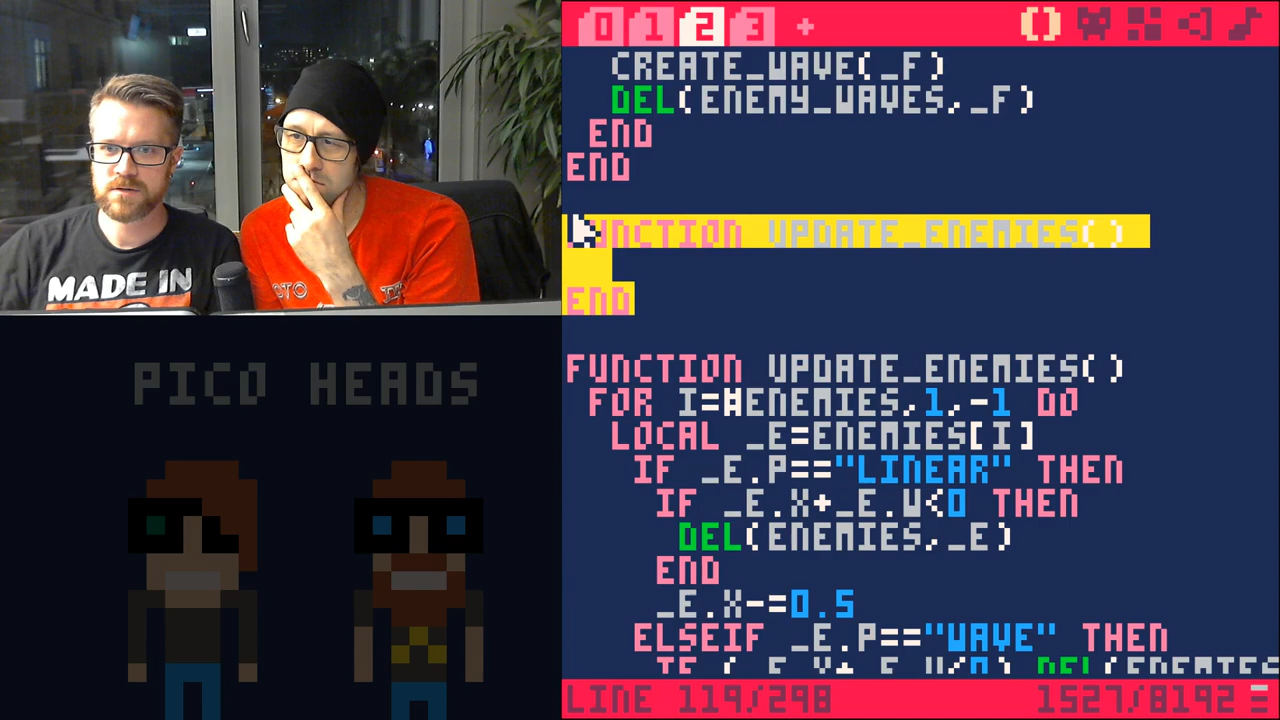 MADE IN
PICO HEADS
0 1 2 3 +
CREATE_WAVE(_F)
DEL(ENEMY_WAVES,_F)
END
END
FUNCTION UPDATE_ENEMIES()
END
FUNCTION UPDATE_ENEMIES()
FOR I=#ENEMIES,1,-1 DO
LOCAL _E=ENEMIES[I]
IF _E.P=="LINEAR" THEN
IF _E.X+_E.W<0 THEN
DEL(ENEMIES,_E)
END
_E.X-=0.5
ELSEIF _E.P=="WAVE" THEN
LINE 119/298
1527/8192